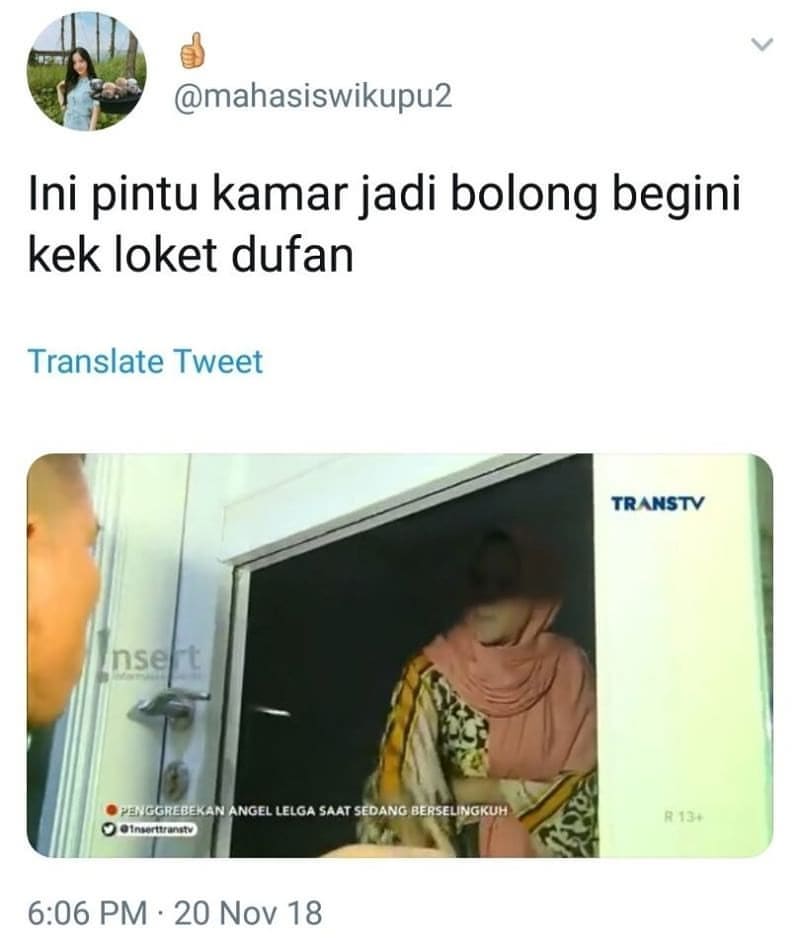 👍🏼
@mahasiswikupu2
Ini pintu kamar jadi bolong begini
kek loket dufan
Translate Tweet
TRANSTV
Insert
PENGGREBEKAN ANGEL LELGA SAAT SEDANG BERSELINGKUH
@inserttranstv
R 13+
6:06 PM · 20 Nov 18